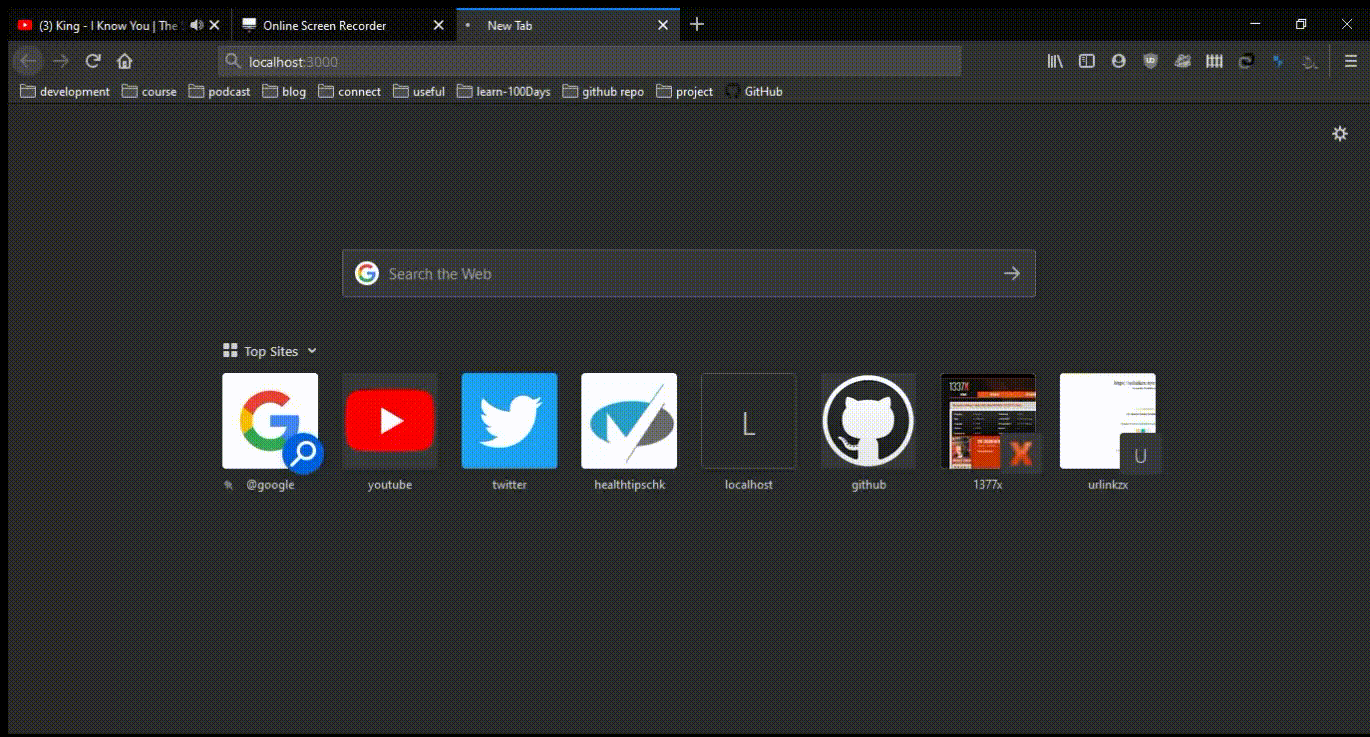 (3) King - I Know You | The
Online Screen Recorder
New Tab
localhost:3000
development
course
podcast
blog
connect
useful
learn-100Days
github repo
project
GitHub
Search the Web
Top Sites
L
1337X
X
U
@google
youtube
twitter
healthtipschk
localhost
github
1377x
urlinkzx